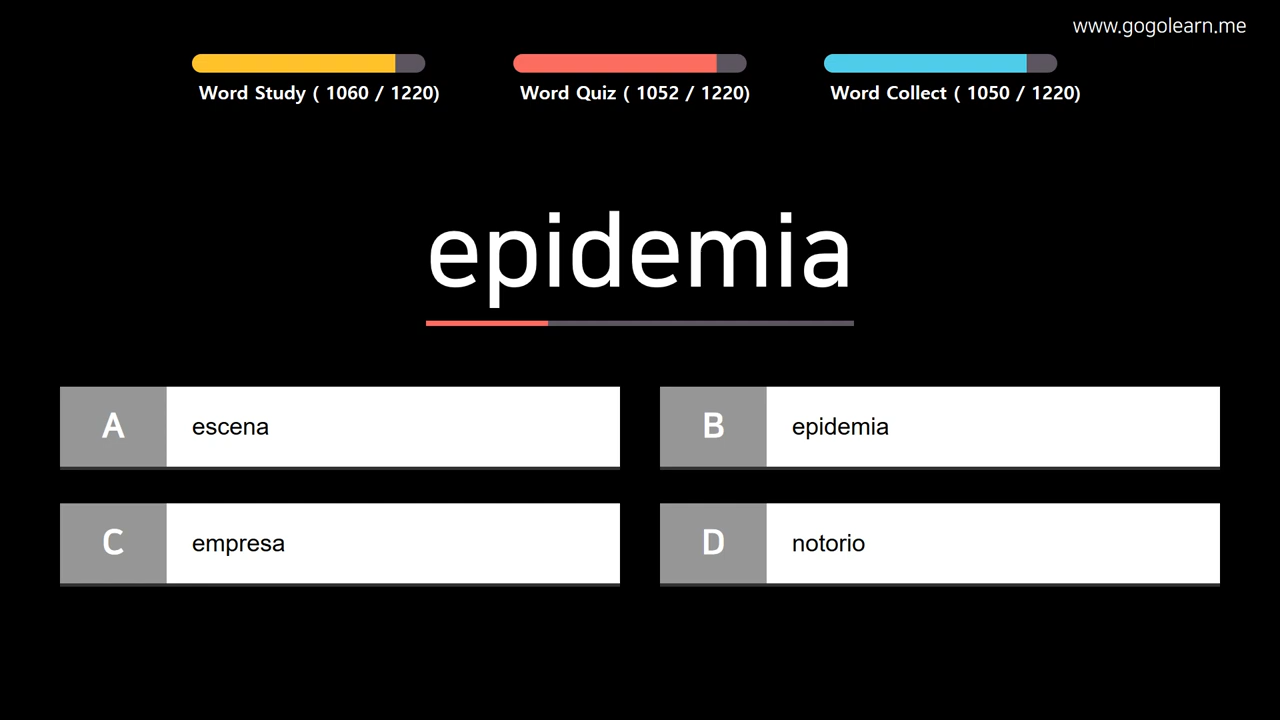 www.gogolearn.me
Word Study ( 1060 / 1220)
Word Quiz ( 1052 / 1220)
Word Collect ( 1050 / 1220)
epidemia
A escena
B epidemia
C empresa
D notorio